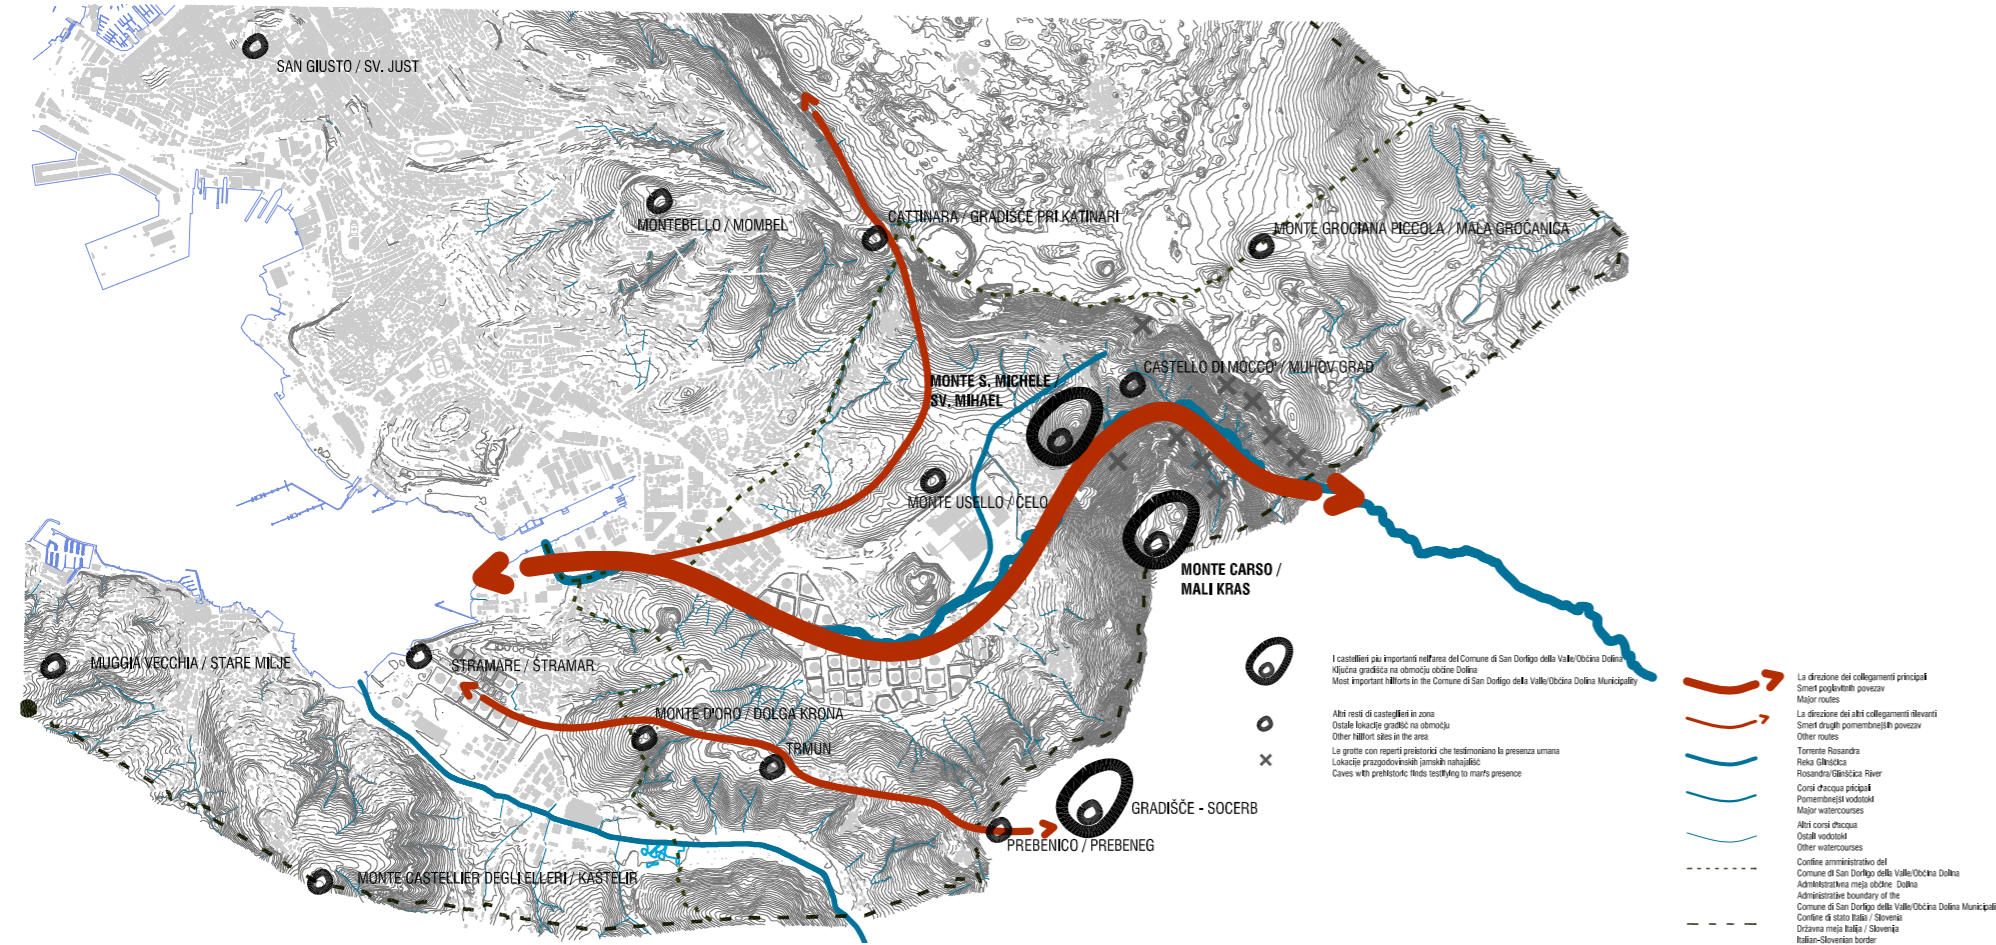 SAN GIUSTO / SV. JUST
MONTEBELLO / MOMBEL
CATTINARA / GRADIŠČE PRI KATINARI
MONTE GROCIANA PICCOLA / MALA GROČANICA
CASTELLO DI MOCCO' / MUHOV GRAD
MONTE S. MICHELE /
SV. MIHAEL
MONTE USELLO / ČELO
MONTE CARSO /
MALI KRAS
MUGGIA VECCHIA / STARE MILJE
STRAMARE / ŠTRAMAR
MONTE D'ORO / DOLGA KRONA
TRMUN
GRADIŠČE - SOCERB
PREBENICO / PREBENEG
MONTE CASTELLIER DEGLI ELLERI / KAŠTELIR
I castellieri piu importanti nell'area del Comune di San Dorligo della Valle/Občina Dolina
Ključna gradišča na območju občine Dolina
Most important hillforts in the Comune di San Dorligo della Valle/Občina Dolina Municipality
Altri resti di casteglieri in zona
Ostale lokacije gradišč na območju
Other hillfort sites in the area
Le grotte con reperti preistorici che testimoniano la presenza umana
Lokacije prazgodovinskih jamskih nahajališč
Caves with prehistoric finds testifying to man's presence
La direzione dei collegamenti principali
Smeri poglavitnih povezav
Major routes
La direzione dei altri collegamenti rilevanti
Smeri drugih pomembnejših povezav
Other routes
Torrente Rosandra
Reka Glinščica
Rosandra/Glinščica River
Corsi d'acqua pricipali
Pomembnejši vodotoki
Major watercourses
Altri corsi d'acqua
Ostali vodotoki
Other watercourses
Confine amministrativo del
Comune di San Dorligo della Valle/Občina Dolina
Administrativna meja občine Dolina
Administrative boundary of the
Comune di San Dorligo della Valle/Občina Dolina Municipali
Confine di stato Italia / Slovenia
Državna meja Italija / Slovenija
Italian-Slovenian border